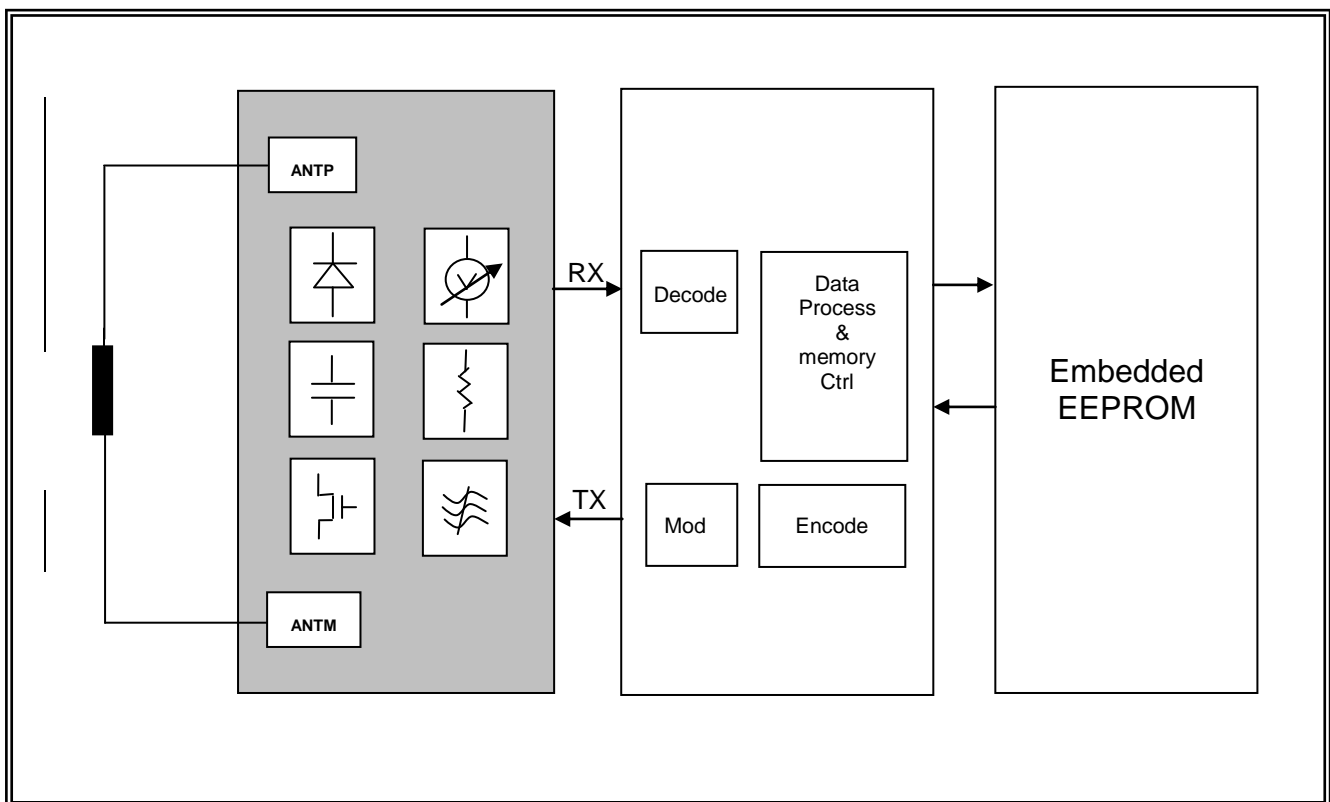 ANTP
RX
Decode
Data
Process
&
memory
Ctrl
Embedded
EEPROM
TX
Mod
Encode
ANTM